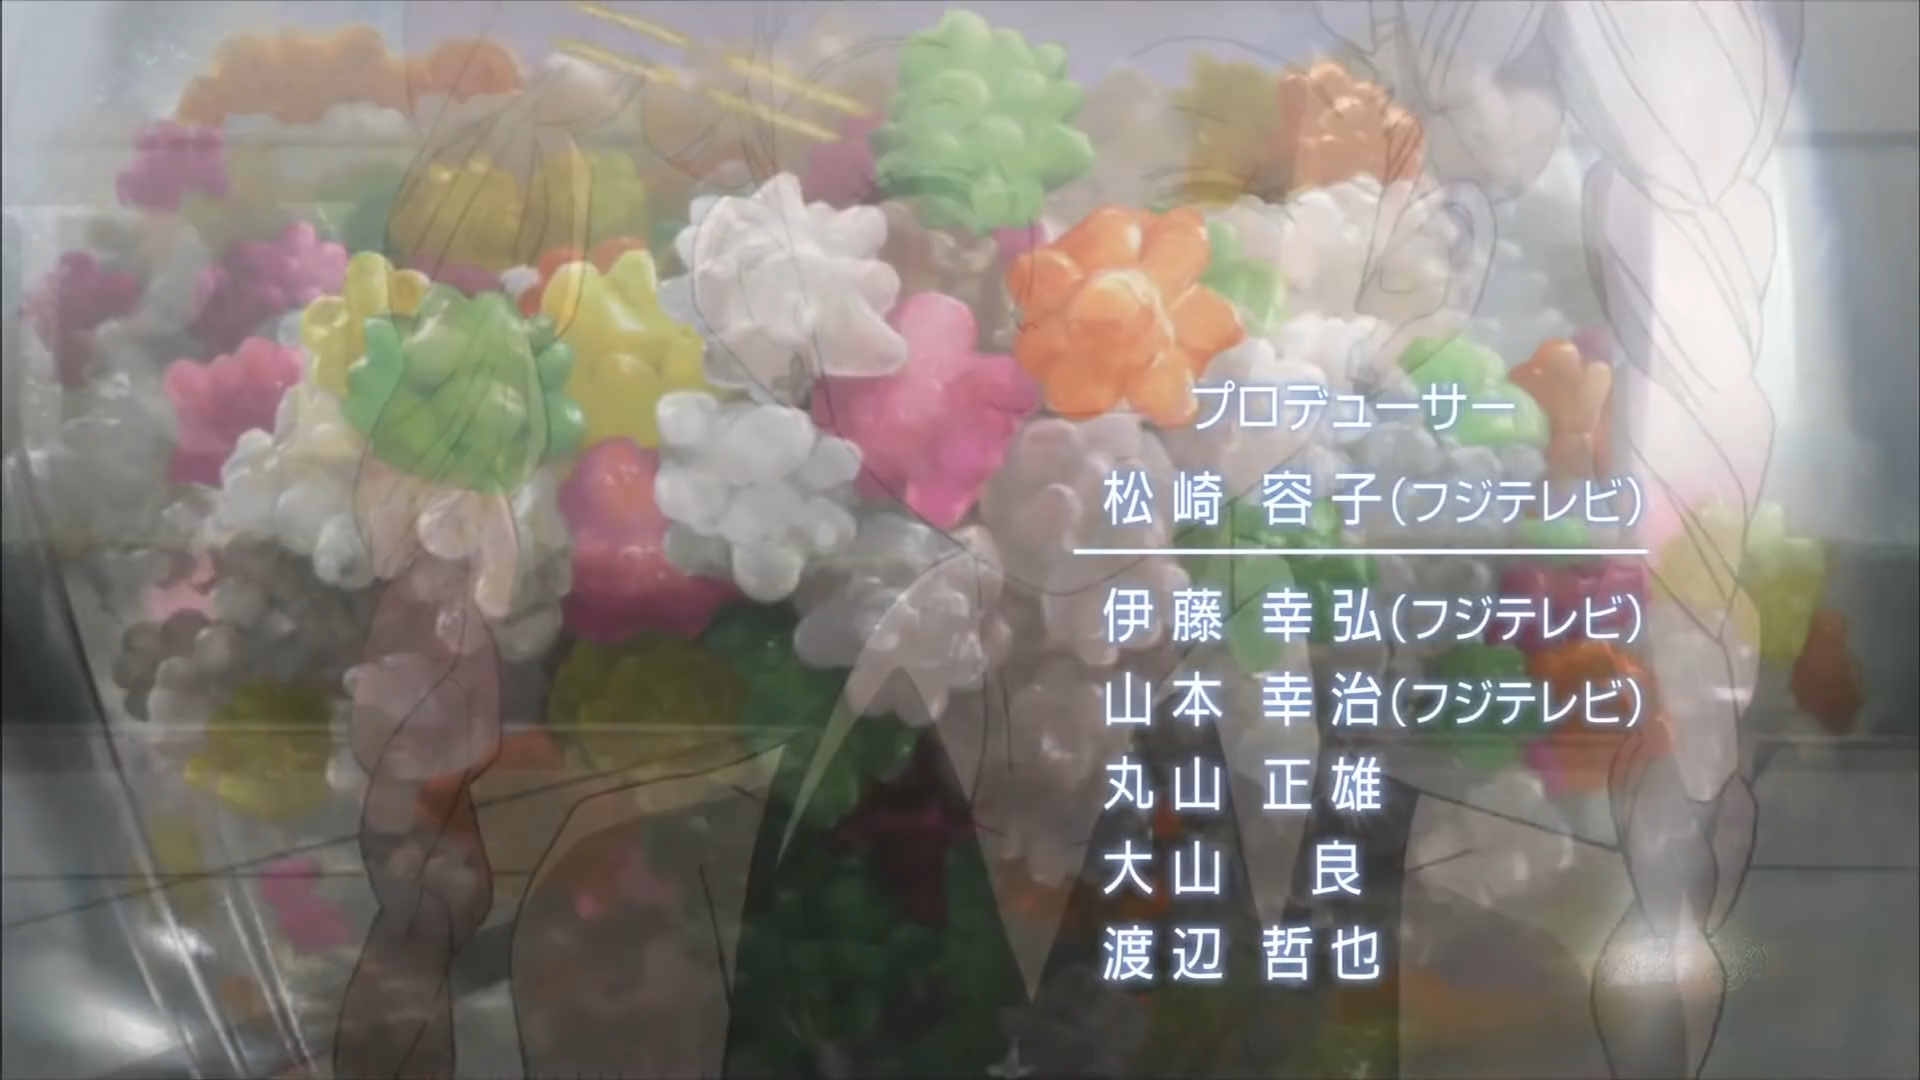 プロデューサー
松崎 容子(フジテレビ)
伊藤 幸弘(フジテレビ)
山本 幸治(フジテレビ)
丸山 正雄
大山 良
渡辺 哲也